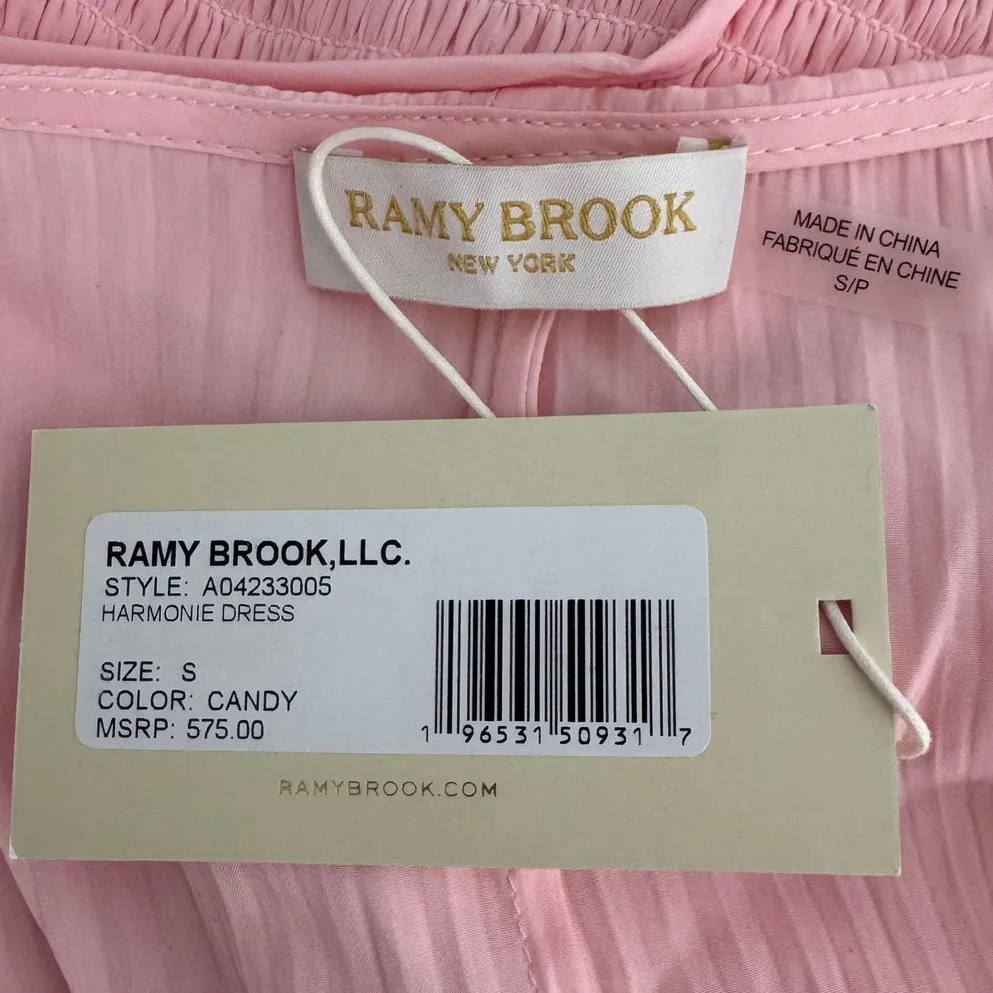 RAMY BROOK
NEW YORK
MADE IN CHINA
FABRIQUÉ EN CHINE
S/P
RAMY BROOK,LLC.
STYLE: A04233005
HARMONIE DRESS
SIZE: S
COLOR: CANDY
MSRP: 575.00
1 96531 50931 7
RAMYBROOK.COM